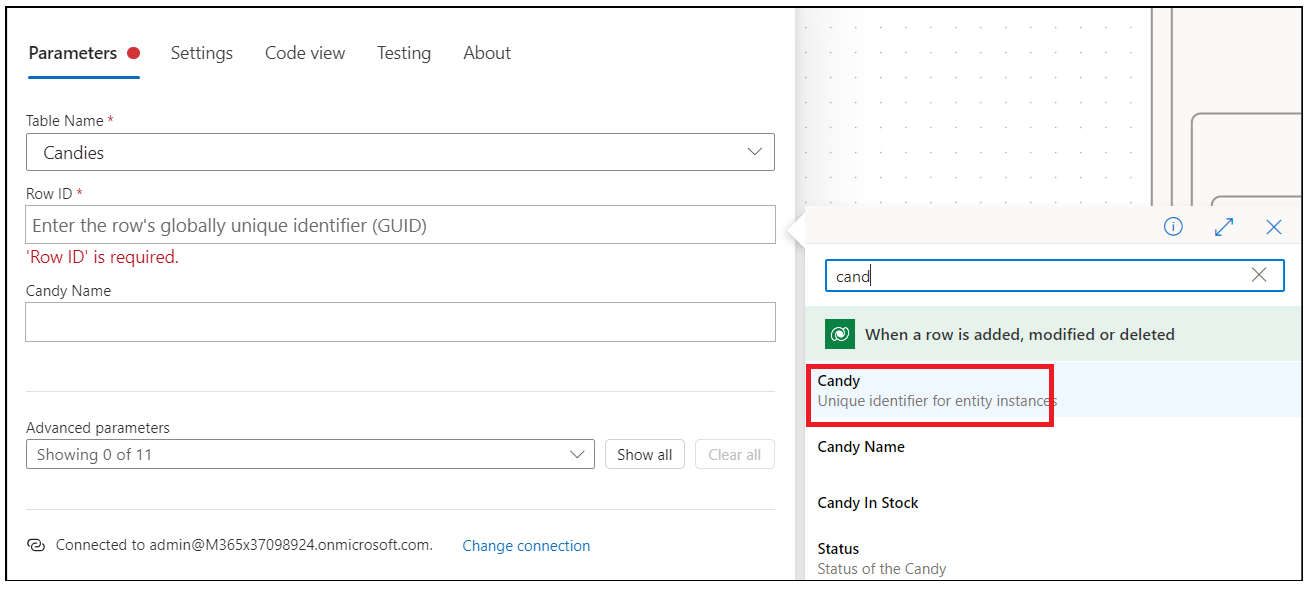 Parameters Settings Code view Testing About
Table Name *
Candies
Row ID *
Enter the row's globally unique identifier (GUID)
'Row ID' is required.
Candy Name
Advanced parameters
Showing 0 of 11 Show all Clear all
Connected to admin@M365x37098924.onmicrosoft.com. Change connection
cand
When a row is added, modified or deleted
Candy
Unique identifier for entity instances
Candy Name
Candy In Stock
Status
Status of the Candy